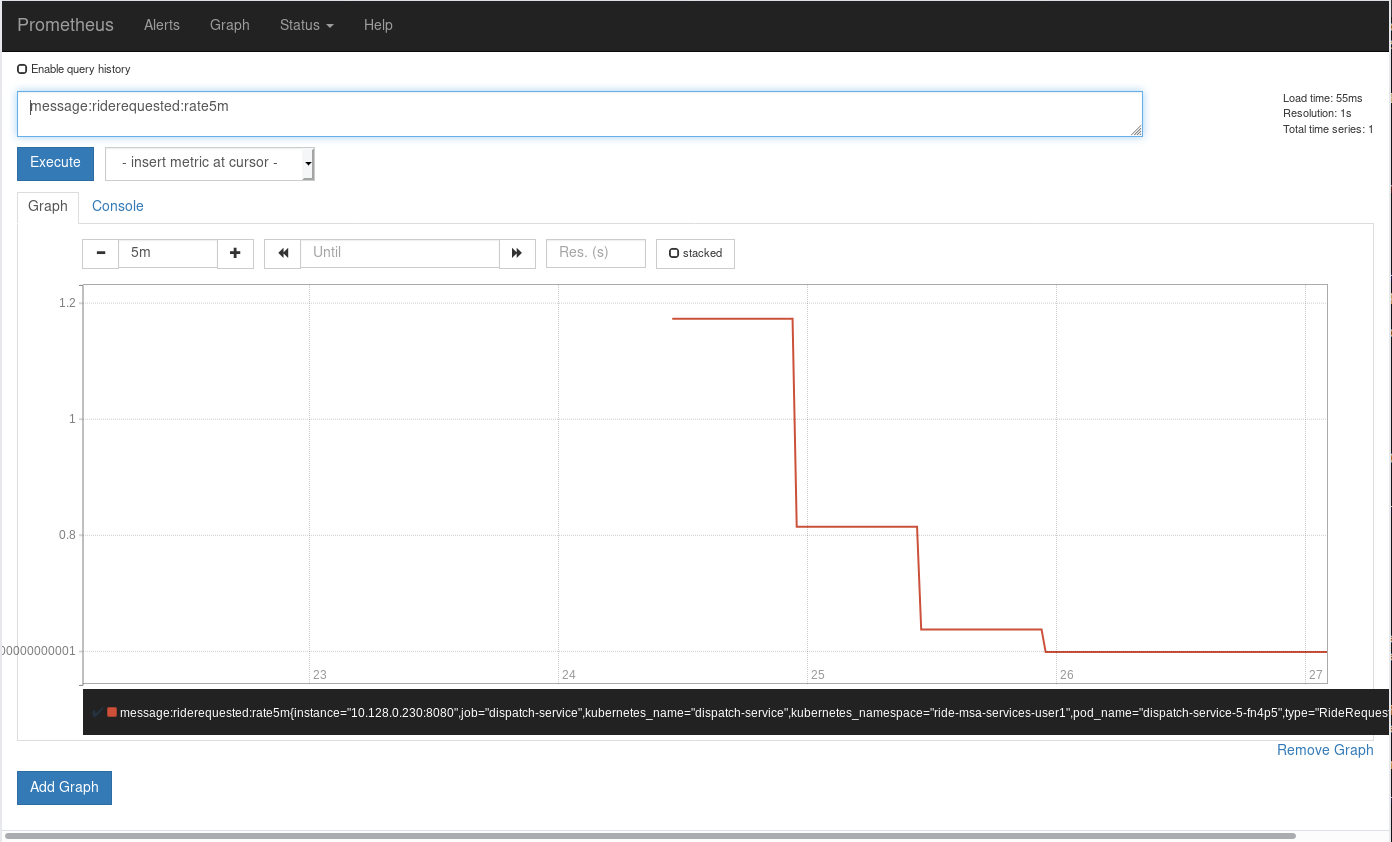 Prometheus Alerts Graph Status Help
Enable query history
message:riderequested:rate5m
Load time: 55ms
Resolution: 1s
Total time series: 1
Execute - insert metric at cursor -
Graph Console
5m Until Res. (s) stacked
1.2
1
0.8
00000000001
23 24 25 26 27
message:riderequested:rate5m{instance="10.128.0.230:8080",job="dispatch-service",kubernetes_name="dispatch-service",kubernetes_namespace="ride-msa-services-user1",pod_name="dispatch-service-5-fn4p5",type="RideReques
Remove Graph
Add Graph